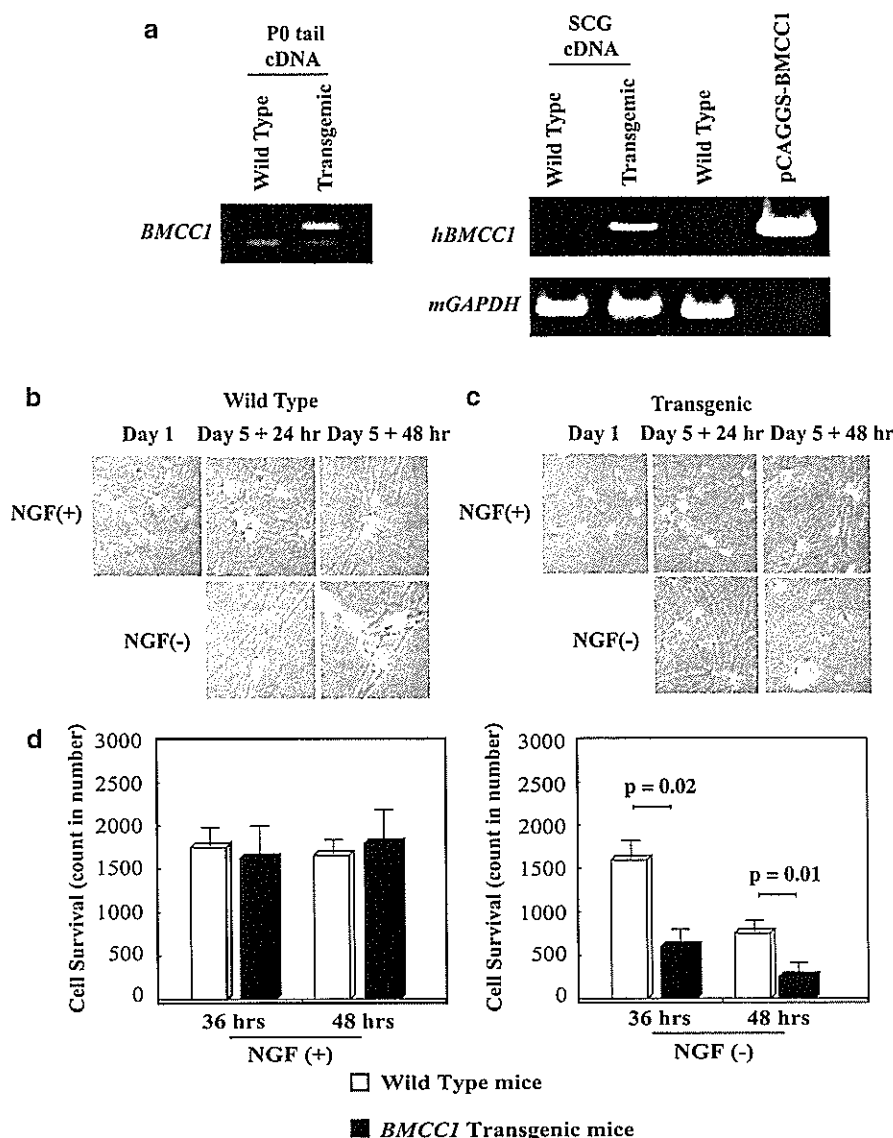 a
P0 tail
cDNA
Wild Type
Transgemic
BMCC1
SCG
cDNA
Wild Type
Transgemic
Wild Type
pCAGGS-BMCC1
hBMCC1
mGAPDH
b
Wild Type
Day 1 Day 5 + 24 hr Day 5 + 48 hr
NGF(+)
NGF(-)
c
Transgenic
Day 1 Day 5 + 24 hr Day 5 + 48 hr
NGF(+)
NGF(-)
d
Cell Survival (count in number)
3000
2500
2000
1500
1000
500
0
36 hrs 48 hrs
NGF (+)
Cell Survival (count in number)
3000
2500
2000
1500
1000
500
0
p = 0.02
p = 0.01
36 hrs 48 hrs
NGF (-)
Wild Type mice
BMCC1 Transgenic mice